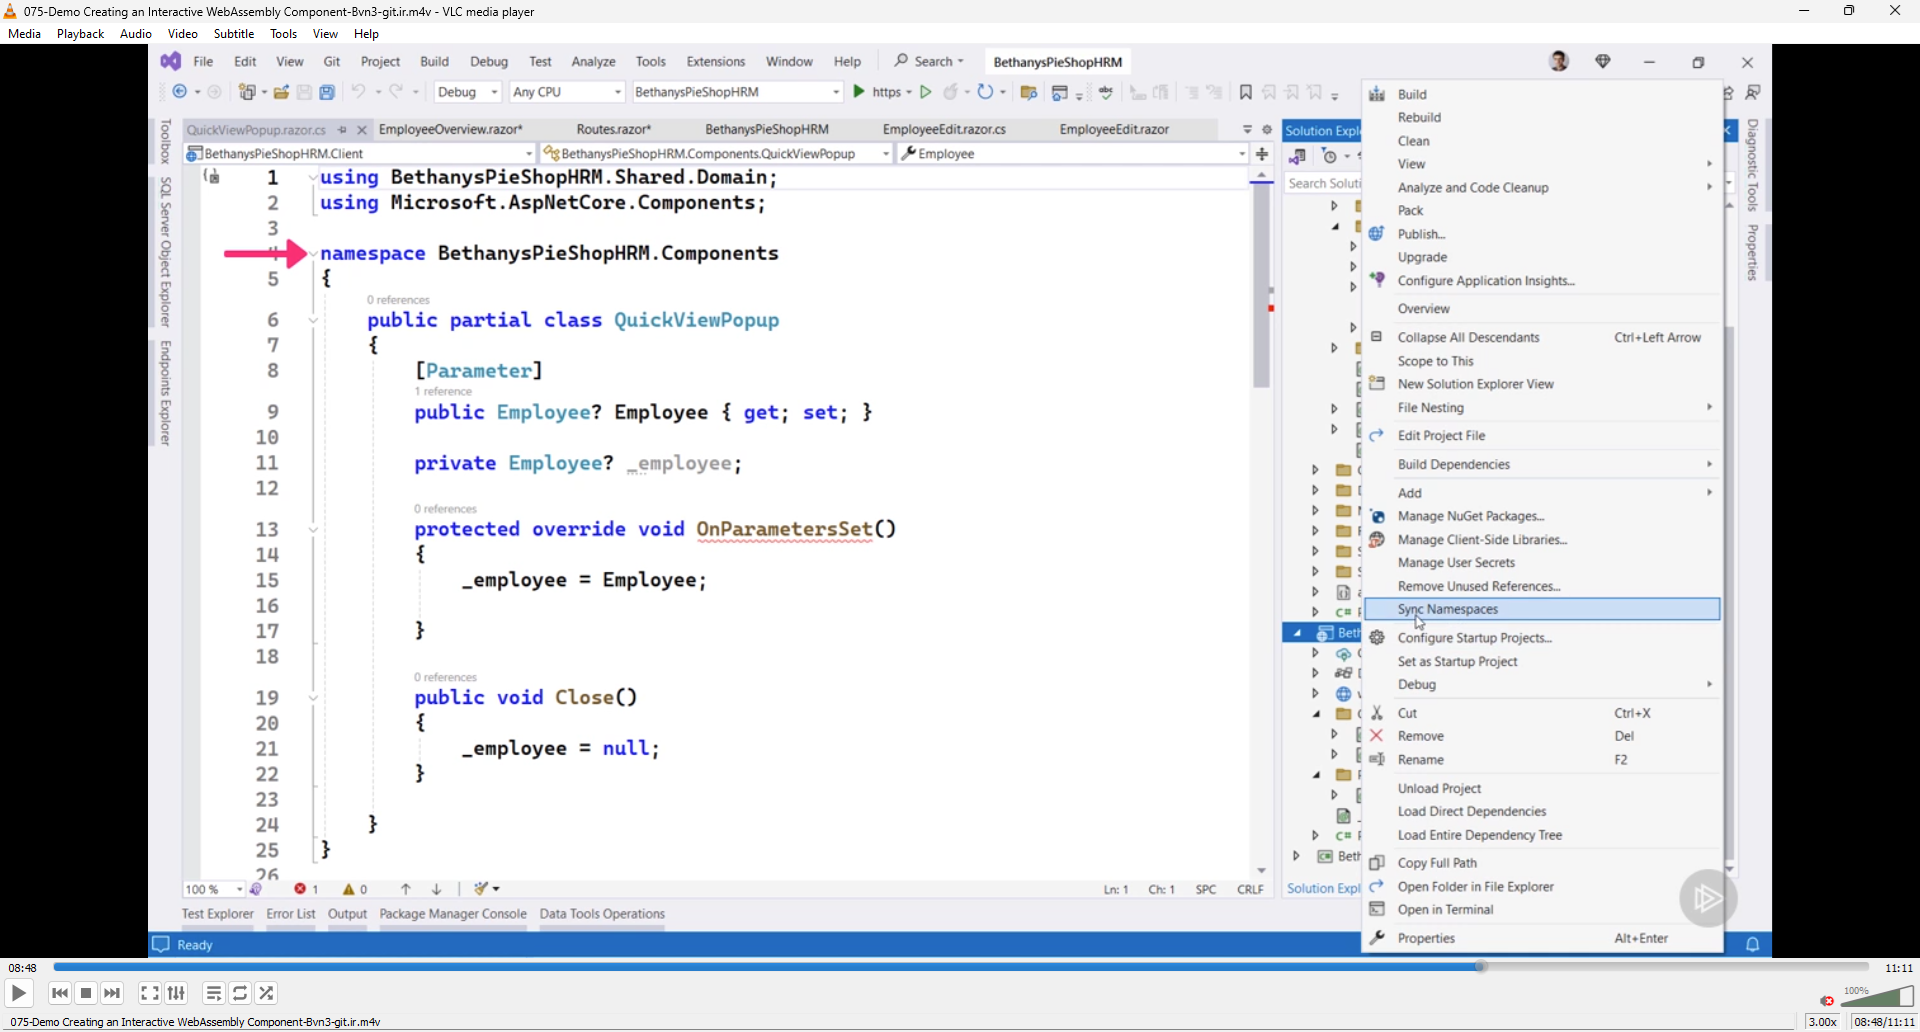 075-Demo Creating an Interactive WebAssembly Component-Bvn3-git.ir.m4v - VLC media player
Media Playback Audio Video Subtitle Tools View Help
File Edit View Git Project Build Debug Test Analyze Tools Extensions Window Help Search BethanysPieShopHRM
Debug Any CPU BethanysPieShopHRM https
QuickViewPopup.razor.cs EmployeeOverview.razor* Routes.razor* BethanysPieShopHRM EmployeeEdit.razor.cs EmployeeEdit.razor
BethanysPieShopHRM.Client BethanysPieShopHRM.Components.QuickViewPopup Employee
Toolbox
SQL Server Object Explorer
Endpoints Explorer
1 using BethanysPieShopHRM.Shared.Domain;
2 using Microsoft.AspNetCore.Components;
3
4 namespace BethanysPieShopHRM.Components
5 {
0 references
6 public partial class QuickViewPopup
7 {
8 [Parameter]
1 reference
9 public Employee? Employee { get; set; }
10
11 private Employee? _employee;
12
0 references
13 protected override void OnParametersSet()
14 {
15 _employee = Employee;
16
17 }
18
0 references
19 public void Close()
20 {
21 _employee = null;
22 }
23
24 }
25 }
26
100 % 1 0 Ln: 1 Ch: 1 SPC CRLF
Test Explorer Error List Output Package Manager Console Data Tools Operations
Ready
Solution Expl
Search Soluti
Beth
Beth
Solution Expl
Build
Rebuild
Clean
View
Analyze and Code Cleanup
Pack
Publish...
Upgrade
Configure Application Insights...
Overview
Collapse All Descendants Ctrl+Left Arrow
Scope to This
New Solution Explorer View
File Nesting
Edit Project File
Build Dependencies
Add
Manage NuGet Packages...
Manage Client-Side Libraries...
Manage User Secrets
Remove Unused References...
Sync Namespaces
Configure Startup Projects...
Set as Startup Project
Debug
Cut Ctrl+X
Remove Del
Rename F2
Unload Project
Load Direct Dependencies
Load Entire Dependency Tree
Copy Full Path
Open Folder in File Explorer
Open in Terminal
Properties Alt+Enter
Diagnostic Tools
Properties
08:48 11:11
100%
075-Demo Creating an Interactive WebAssembly Component-Bvn3-git.ir.m4v 3.00x 08:48/11:11